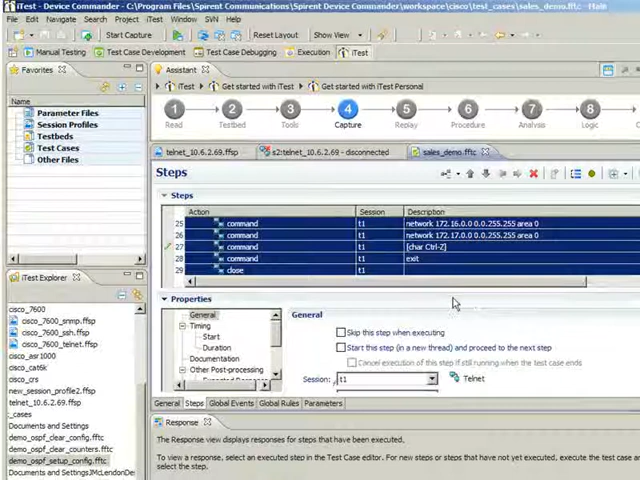 iTest - Device Commander - C:\Program Files\Spirent Communications\Spirent Device Commander\workspace\cisco\test_cases\sales_demo.fftc - Main
File Edit Navigate Search Project iTest Window SVN Help
Start Capture Reset Layout Show View
Manual Testing Test Case Development Test Case Debugging Execution iTest
Favorites
Name
Parameter Files
Session Profiles
Testbeds
Test Cases
Other Files
iTest Explorer
cisco_7600
cisco_7600_snmp.ffsp
cisco_7600_ssh.ffsp
cisco_7600_telnet.ffsp
cisco_asr1000
cisco_cat6k
cisco_crs
new_session_profile2.ffsp
telnet_10.6.2.69.ffsp
_cases
Documents and Settings
demo_ospf_clear_config.fftc
demo_ospf_clear_counters.fftc
demo_ospf_setup_config.fftc
Documents and Settings\JMcLendon\De
Assistant
iTest Get started with iTest Get started with iTest Personal
1 2 3 4 5 6 7 8
Read Testbed Tools Capture Replay Procedure Analysis Logic
telnet_10.6.2.69.ffsp s2:telnet_10.6.2.69 - disconnected sales_demo.fftc
Steps
Steps
Action Session Description
25 command t1 network 172.16.0.0 0.0.255.255 area 0
26 command t1 network 172.17.0.0 0.0.255.255 area 0
27 command t1 [char Ctrl-Z]
28 command t1 exit
29 close t1
Properties
General
Timing
Start
Duration
Documentation
Other Post-processing
General
Skip this step when executing
Start this step (in a new thread) and proceed to the next step
Cancel execution of this step if still running when the test case ends
Session: t1 Telnet
General Steps Global Events Global Rules Parameters
Response
The Response view displays responses for steps that have been executed.
To view a response, select an executed step in the Test Case editor. For new steps or steps that have not yet executed, execute the test case an
select the step.